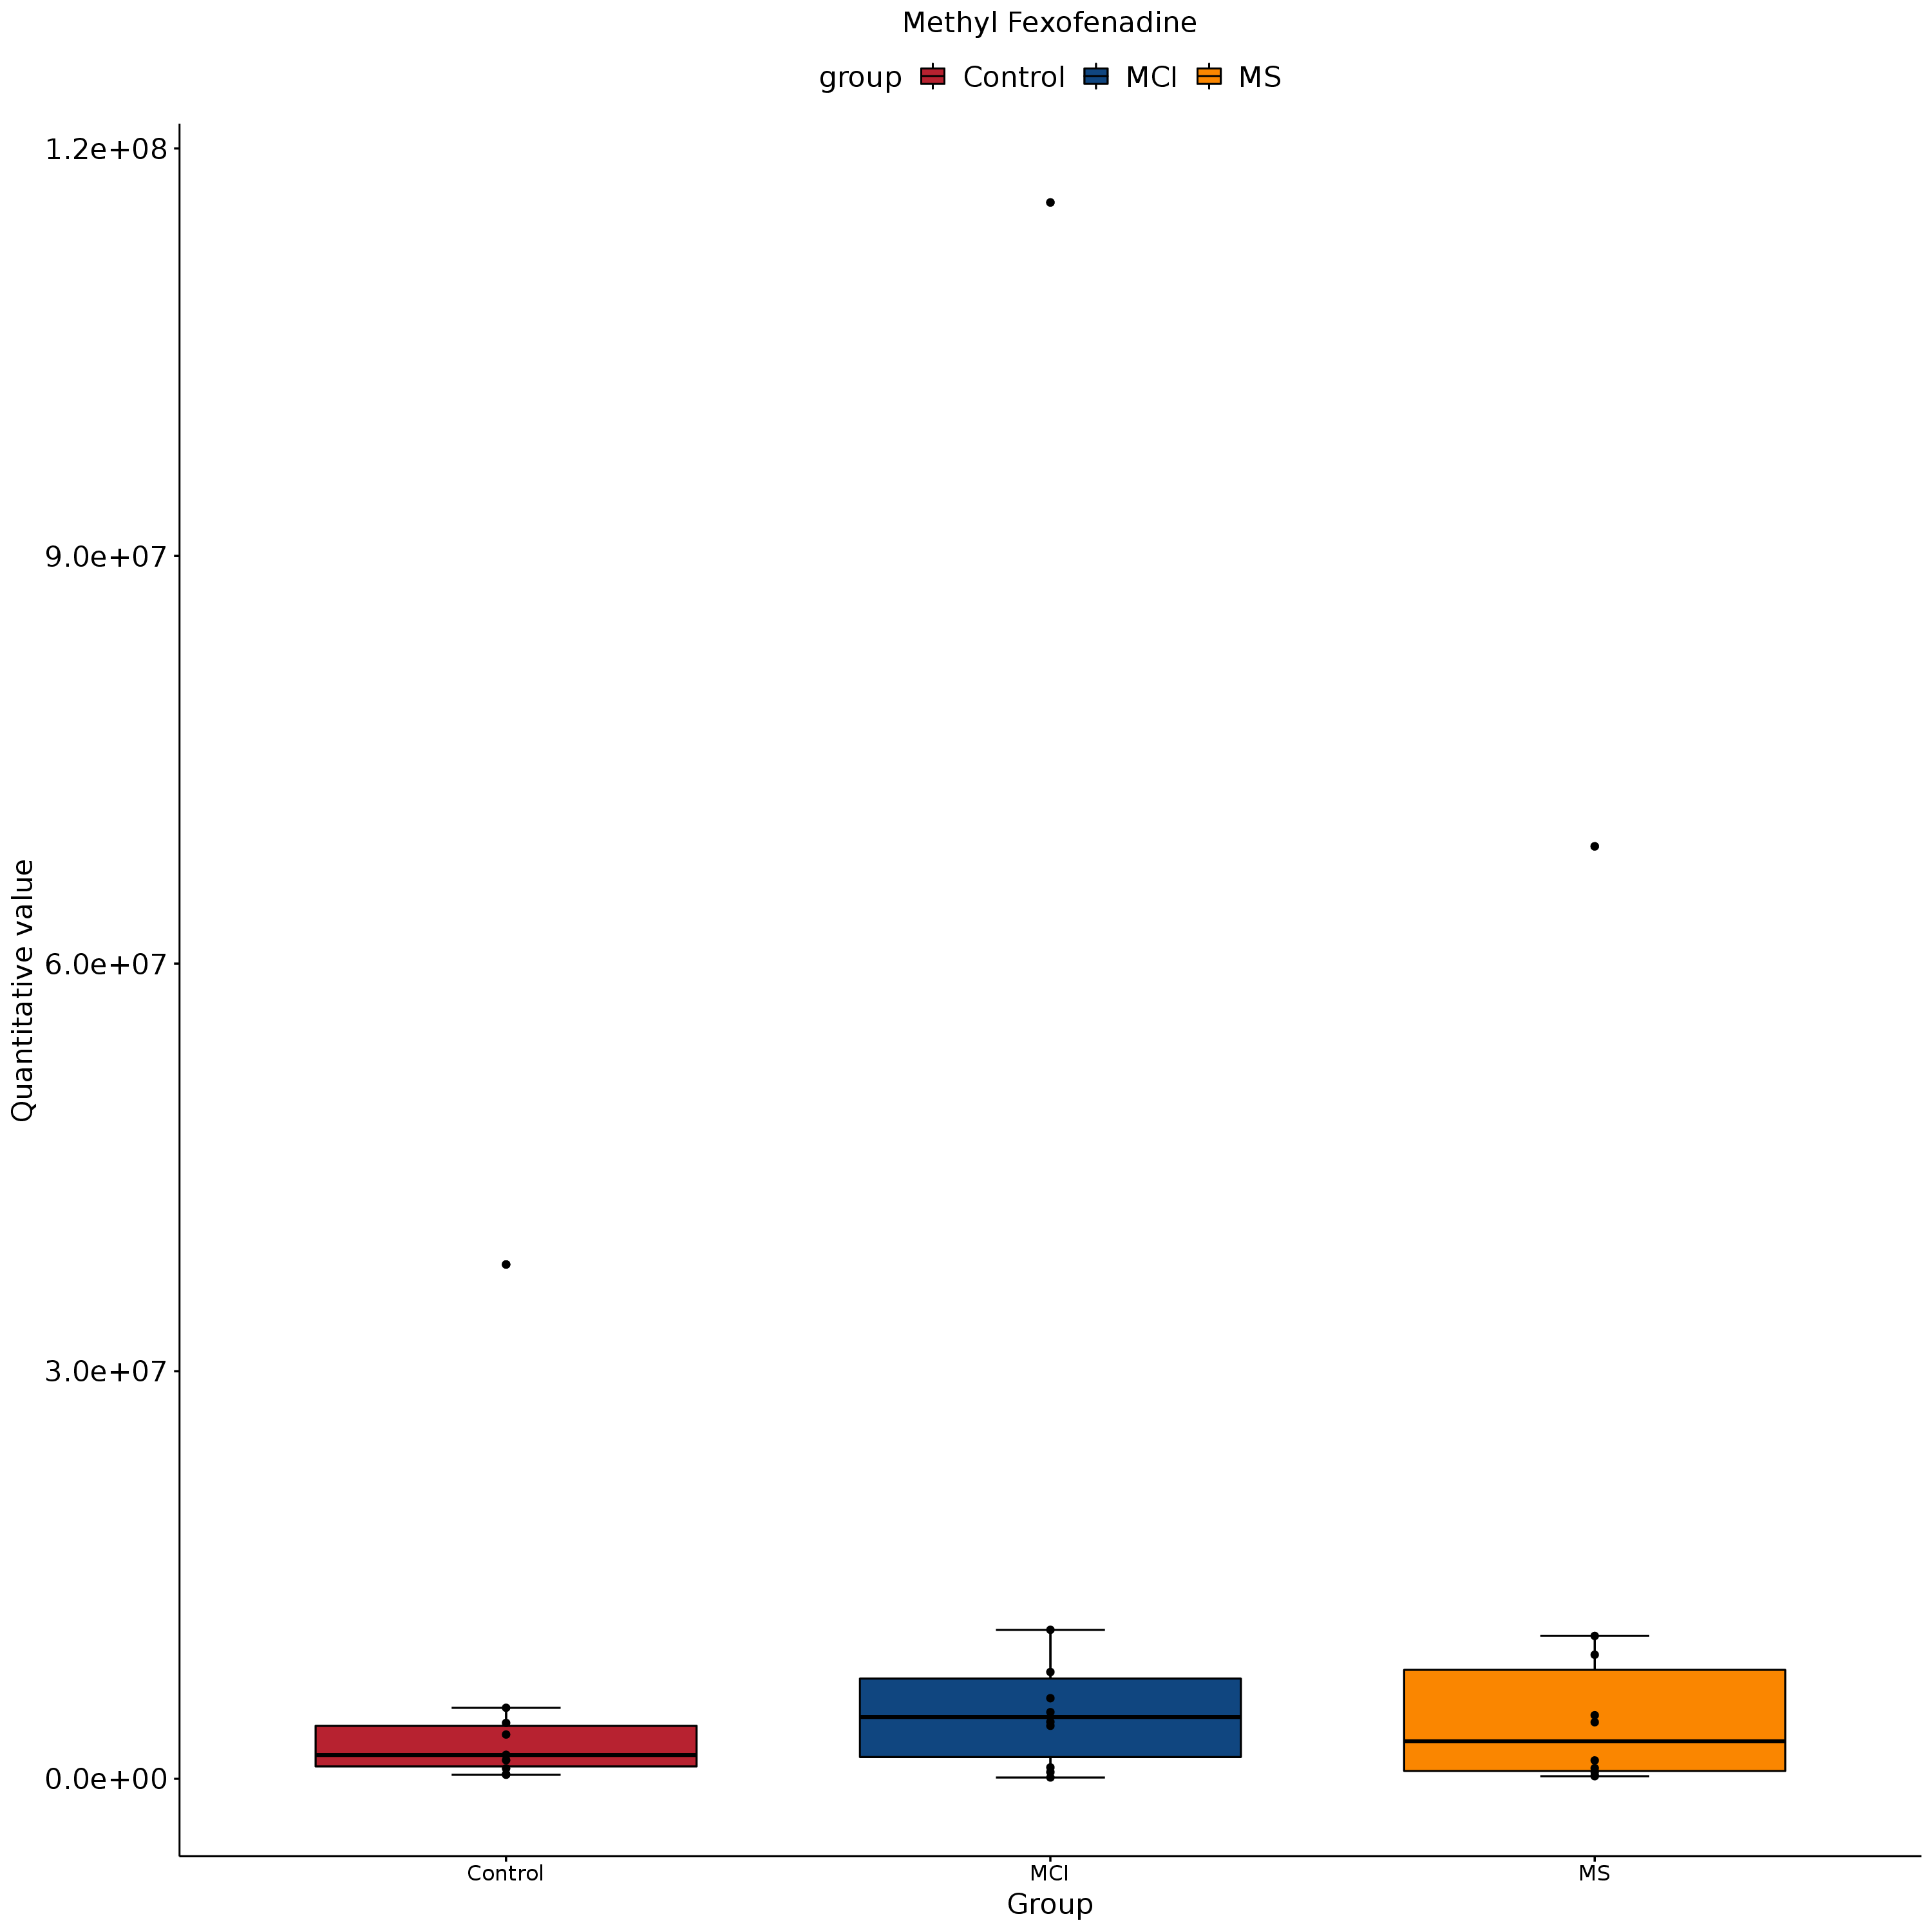 Methyl Fexofenadine
group Control MCI MS
1.2e+08
9.0e+07
6.0e+07
3.0e+07
0.0e+00
Quantitative value
Control MCI MS
Group